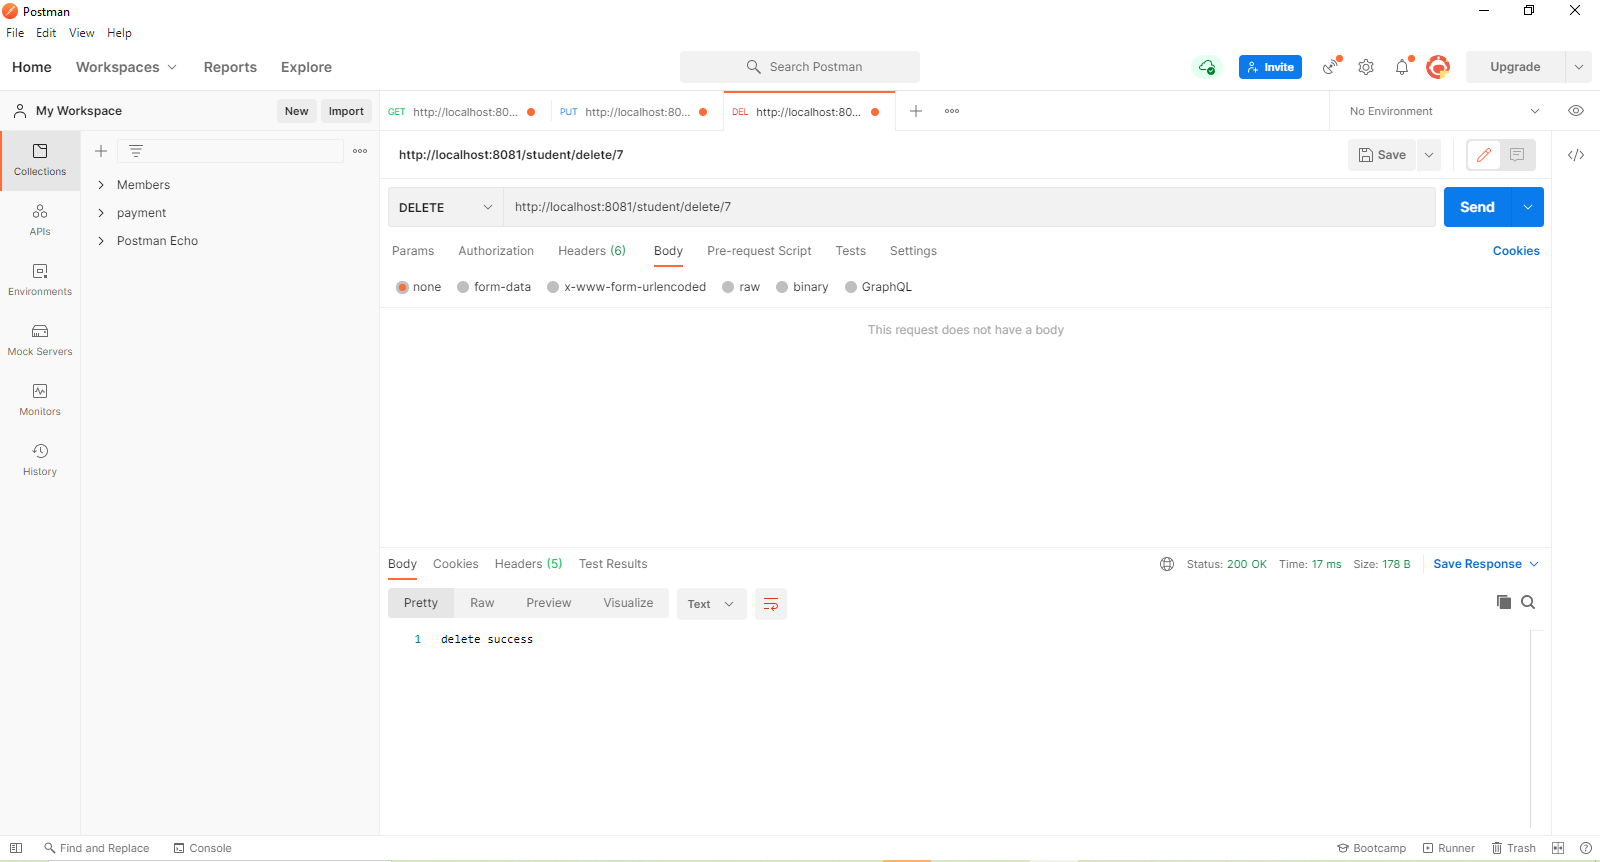 Postman
File Edit View Help
Home Workspaces Reports Explore Search Postman Invite Upgrade
My Workspace New Import GET http://localhost:80... PUT http://localhost:80... DEL http://localhost:80... No Environment
Collections
APIs
Environments
Mock Servers
Monitors
History
Members
payment
Postman Echo
http://localhost:8081/student/delete/7 Save
DELETE http://localhost:8081/student/delete/7 Send
Params Authorization Headers (6) Body Pre-request Script Tests Settings Cookies
none form-data x-www-form-urlencoded raw binary GraphQL
This request does not have a body
Body Cookies Headers (5) Test Results Status: 200 OK Time: 17 ms Size: 178 B Save Response
Pretty Raw Preview Visualize Text
1 delete success
Find and Replace Console Bootcamp Runner Trash